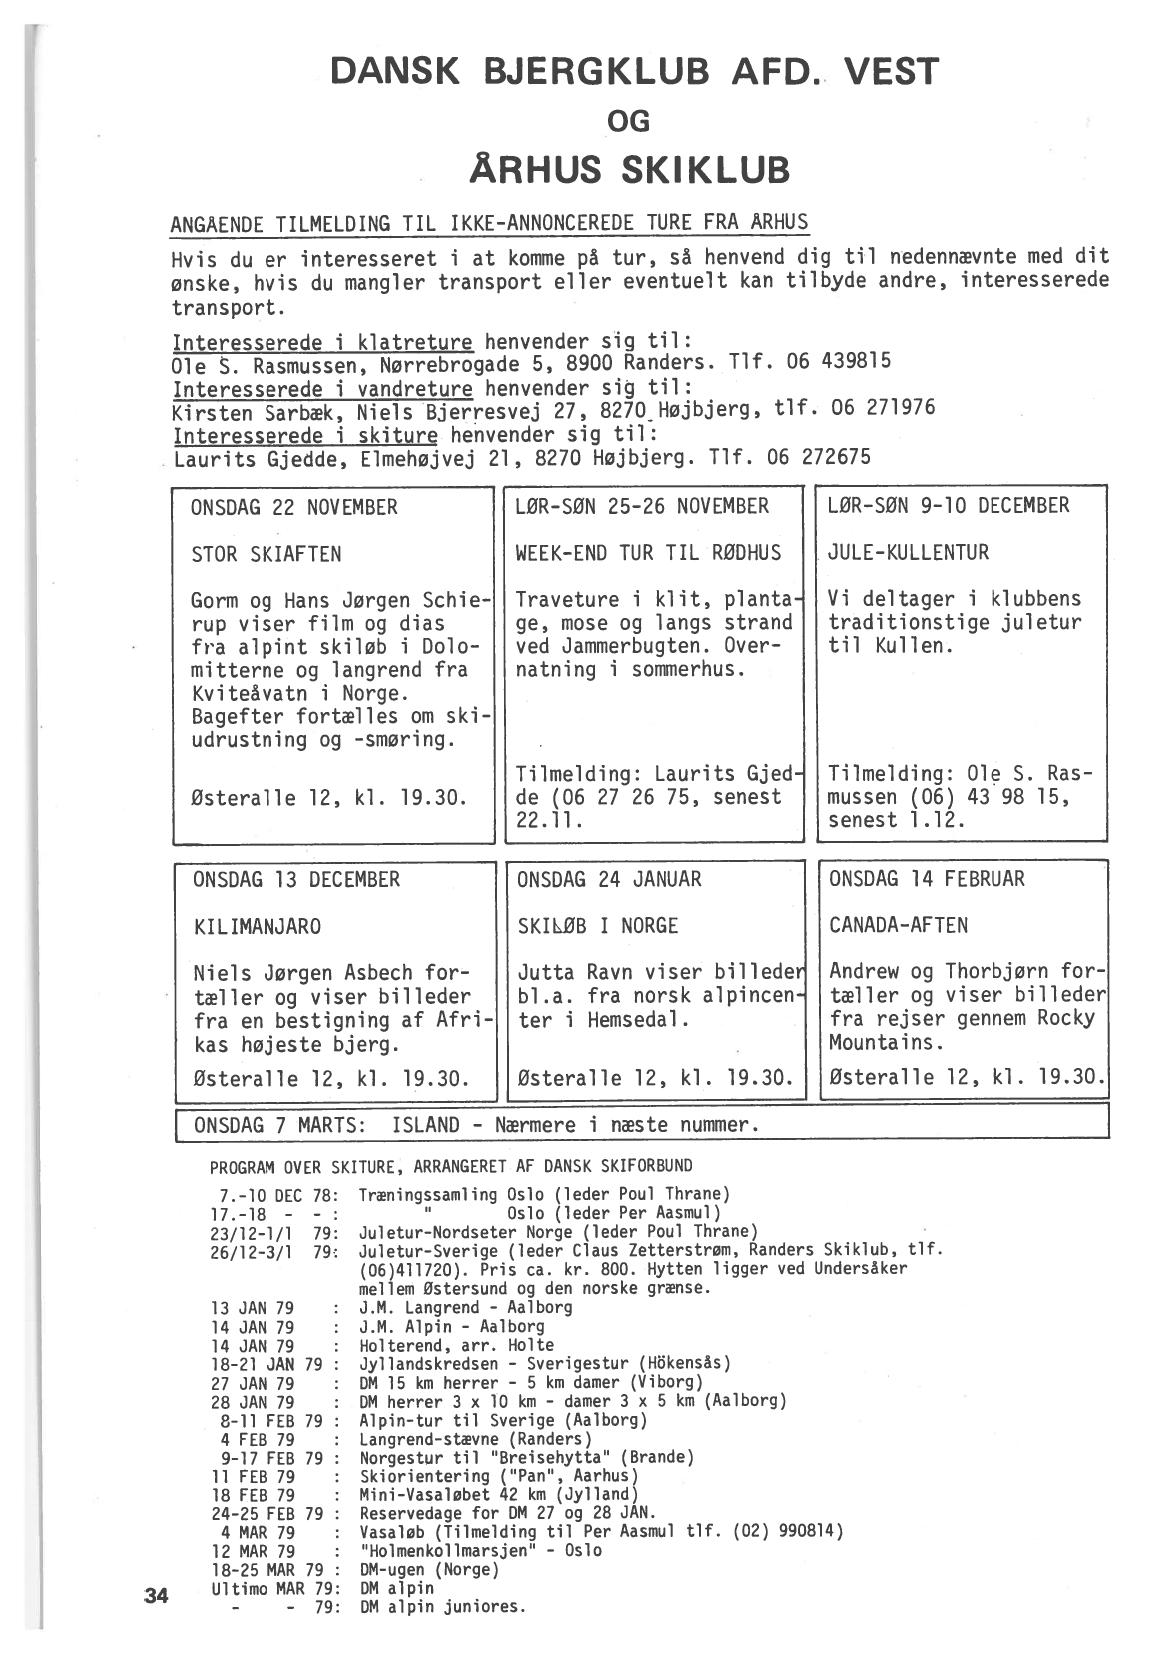 DANSK BJERGKLUB AFD. VEST
OG
ÅRHUS SKIKLUB
ANGÅENDE TILMELDING TIL IKKE-ANNONCEREDE TURE FRA ÅRHUS
Hvis du er interesseret i at komme på tur, så henvend dig til nedennævnte med dit
ønske, hvis du mangler transport eller eventuelt kan tilbyde andre, interesserede
transport.
Interesserede i klatreture henvender sig til:
Ole S. Rasmussen, Nørrebrogade 5, 8900 Randers. Tlf. 06 439815
Interesserede i vandreture henvender sig til:
Kirsten Sarbæk, Niels Bjerresvej 27, 8270 Højbjerg, tlf. 06 271976
Interesserede i skiture henvender sig til:
Laurits Gjedde, Elmehøjvej 21, 8270 Højbjerg. Tlf. 06 272675
ONSDAG 22 NOVEMBER
STOR SKIAFTEN
Gorm og Hans Jørgen Schie-
rup viser film og dias
fra alpint skiløb i Dolo-
mitterne og langrend fra
Kviteåvatn i Norge.
Bagefter fortælles om ski-
udrustning og -smøring.
Østeralle 12, kl. 19.30.
LØR-SØN 25-26 NOVEMBER
WEEK-END TUR TIL RØDHUS
Traveture i klit, planta-
ge, mose og langs strand
ved Jammerbugten. Over-
natning i sommerhus.
Tilmelding: Laurits Gjed-
de (06 27 26 75, senest
22.11.
LØR-SØN 9-10 DECEMBER
JULE-KULLENTUR
Vi deltager i klubbens
traditionstige juletur
til Kullen.
Tilmelding: Ole S. Ras-
mussen (06) 43 98 15,
senest 1.12.
ONSDAG 13 DECEMBER
KILIMANJARO
Niels Jørgen Asbech for-
tæller og viser billeder
fra en bestigning af Afri-
kas højeste bjerg.
Østeralle 12, kl. 19.30.
ONSDAG 24 JANUAR
SKILØB I NORGE
Jutta Ravn viser billeder
bl.a. fra norsk alpincen-
ter i Hemsedal.
Østeralle 12, kl. 19.30.
ONSDAG 14 FEBRUAR
CANADA-AFTEN
Andrew og Thorbjørn for-
tæller og viser billeder
fra rejser gennem Rocky
Mountains.
Østeralle 12, kl. 19.30.
ONSDAG 7 MARTS: ISLAND - Nærmere i næste nummer.
PROGRAM OVER SKITURE, ARRANGERET AF DANSK SKIFORBUND
7.-10 DEC 78: Træningssamling Oslo (leder Poul Thrane)
17.-18 - - : " Oslo (leder Per Aasmul)
23/12-1/1 79: Juletur-Nordseter Norge (leder Poul Thrane)
26/12-3/1 79: Juletur-Sverige (leder Claus Zetterstrøm, Randers Skiklub, tlf.
(06)411720). Pris ca. kr. 800. Hytten ligger ved Undersåker
mellem Østersund og den norske grænse.
13 JAN 79 : J.M. Langrend - Aalborg
14 JAN 79 : J.M. Alpin - Aalborg
14 JAN 79 : Holterend, arr. Holte
18-21 JAN 79 : Jyllandskredsen - Sverigestur (Hökensås)
27 JAN 79 : DM 15 km herrer - 5 km damer (Viborg)
28 JAN 79 : DM herrer 3 x 10 km - damer 3 x 5 km (Aalborg)
8-11 FEB 79 : Alpin-tur til Sverige (Aalborg)
4 FEB 79 : Langrend-stævne (Randers)
9-17 FEB 79 : Norgestur til "Breisehytta" (Brande)
11 FEB 79 : Skiorientering ("Pan", Aarhus)
18 FEB 79 : Mini-Vasaløbet 42 km (Jylland)
24-25 FEB 79 : Reservedage for DM 27 og 28 JAN.
4 MAR 79 : Vasaløb (Tilmelding til Per Aasmul tlf. (02) 990814)
12 MAR 79 : "Holmenkollmarsjen" - Oslo
18-25 MAR 79 : DM-ugen (Norge)
Ultimo MAR 79: DM alpin
- - 79: DM alpin juniores.
34